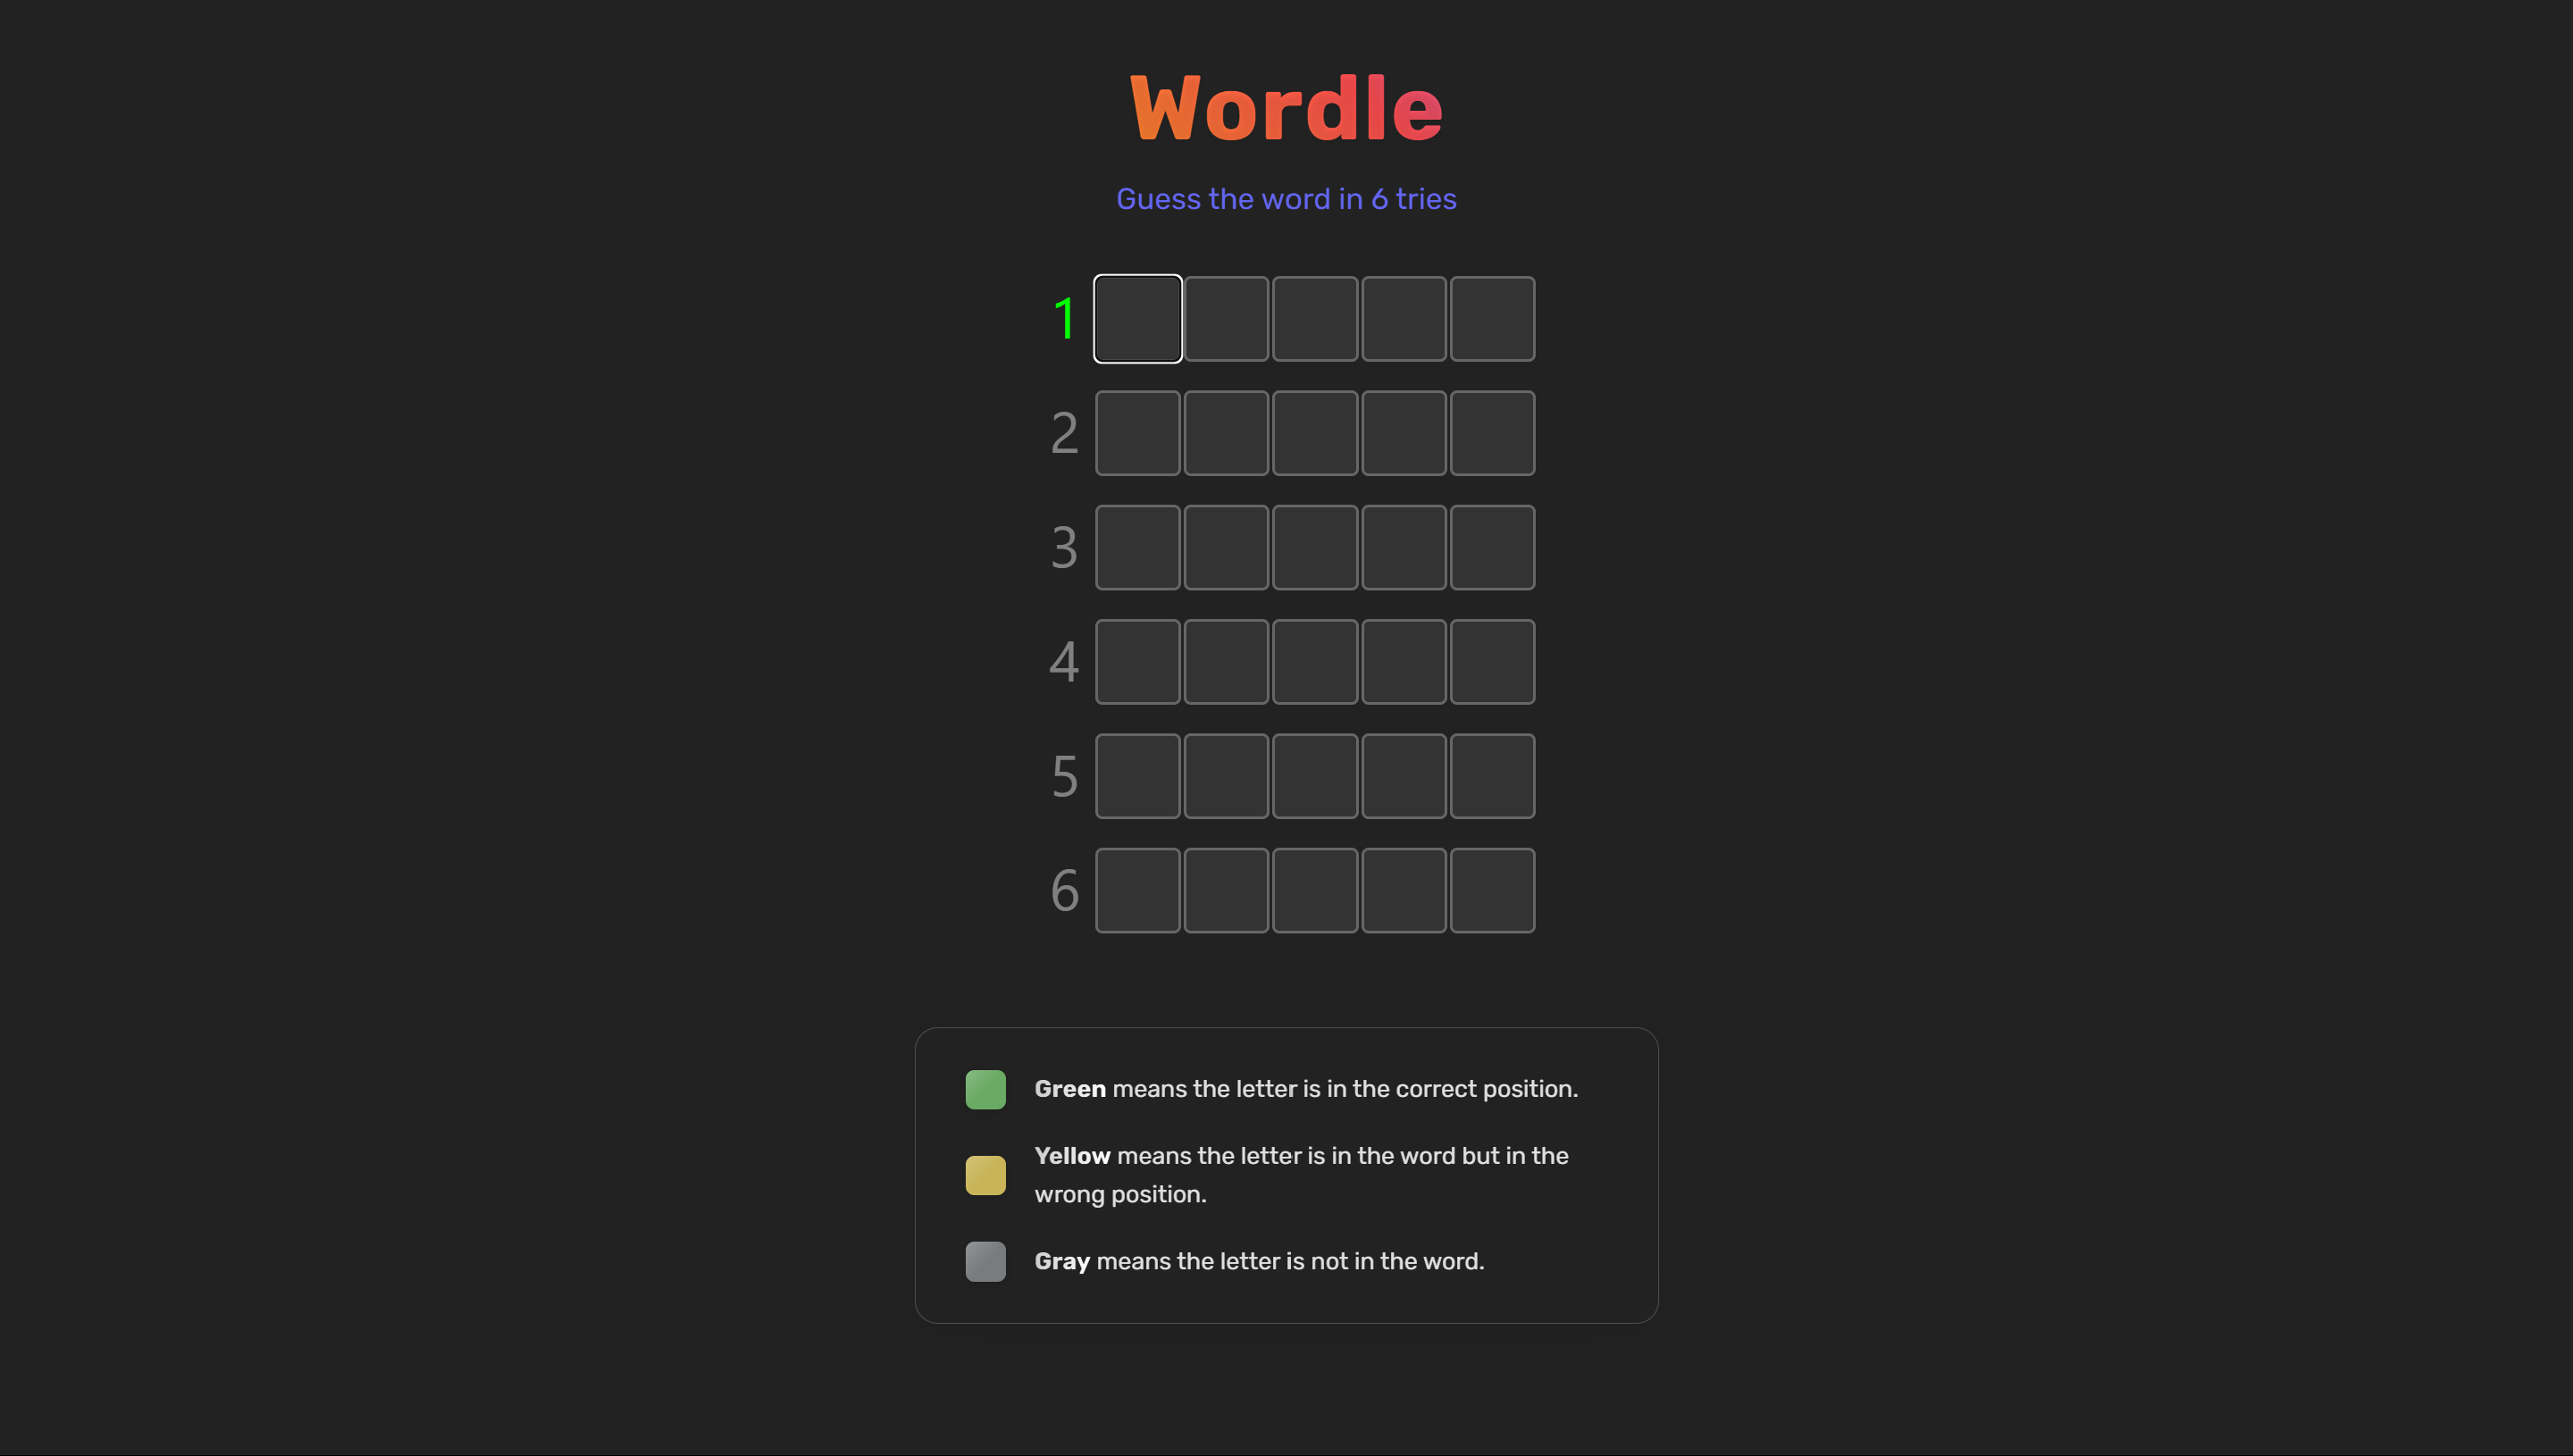 Wordle
Guess the word in 6 tries
1
2
3
4
5
6
Green means the letter is in the correct position.
Yellow means the letter is in the word but in the
wrong position.
Gray means the letter is not in the word.